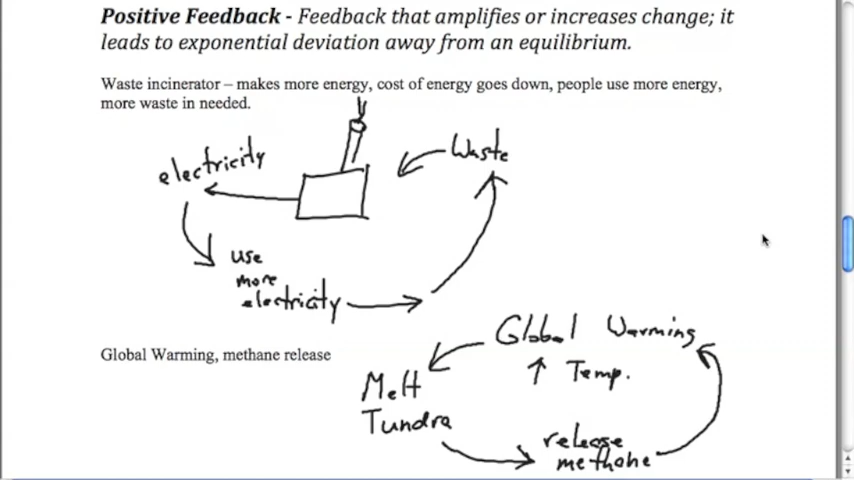 Positive Feedback - Feedback that amplifies or increases change; it
leads to exponential deviation away from an equilibrium.
Waste incinerator – makes more energy, cost of energy goes down, people use more energy,
more waste in needed.
electricity
Waste
use
more
electricity
Global Warming, methane release
Global Warming
↑ Temp.
Melt
Tundra
release
methane